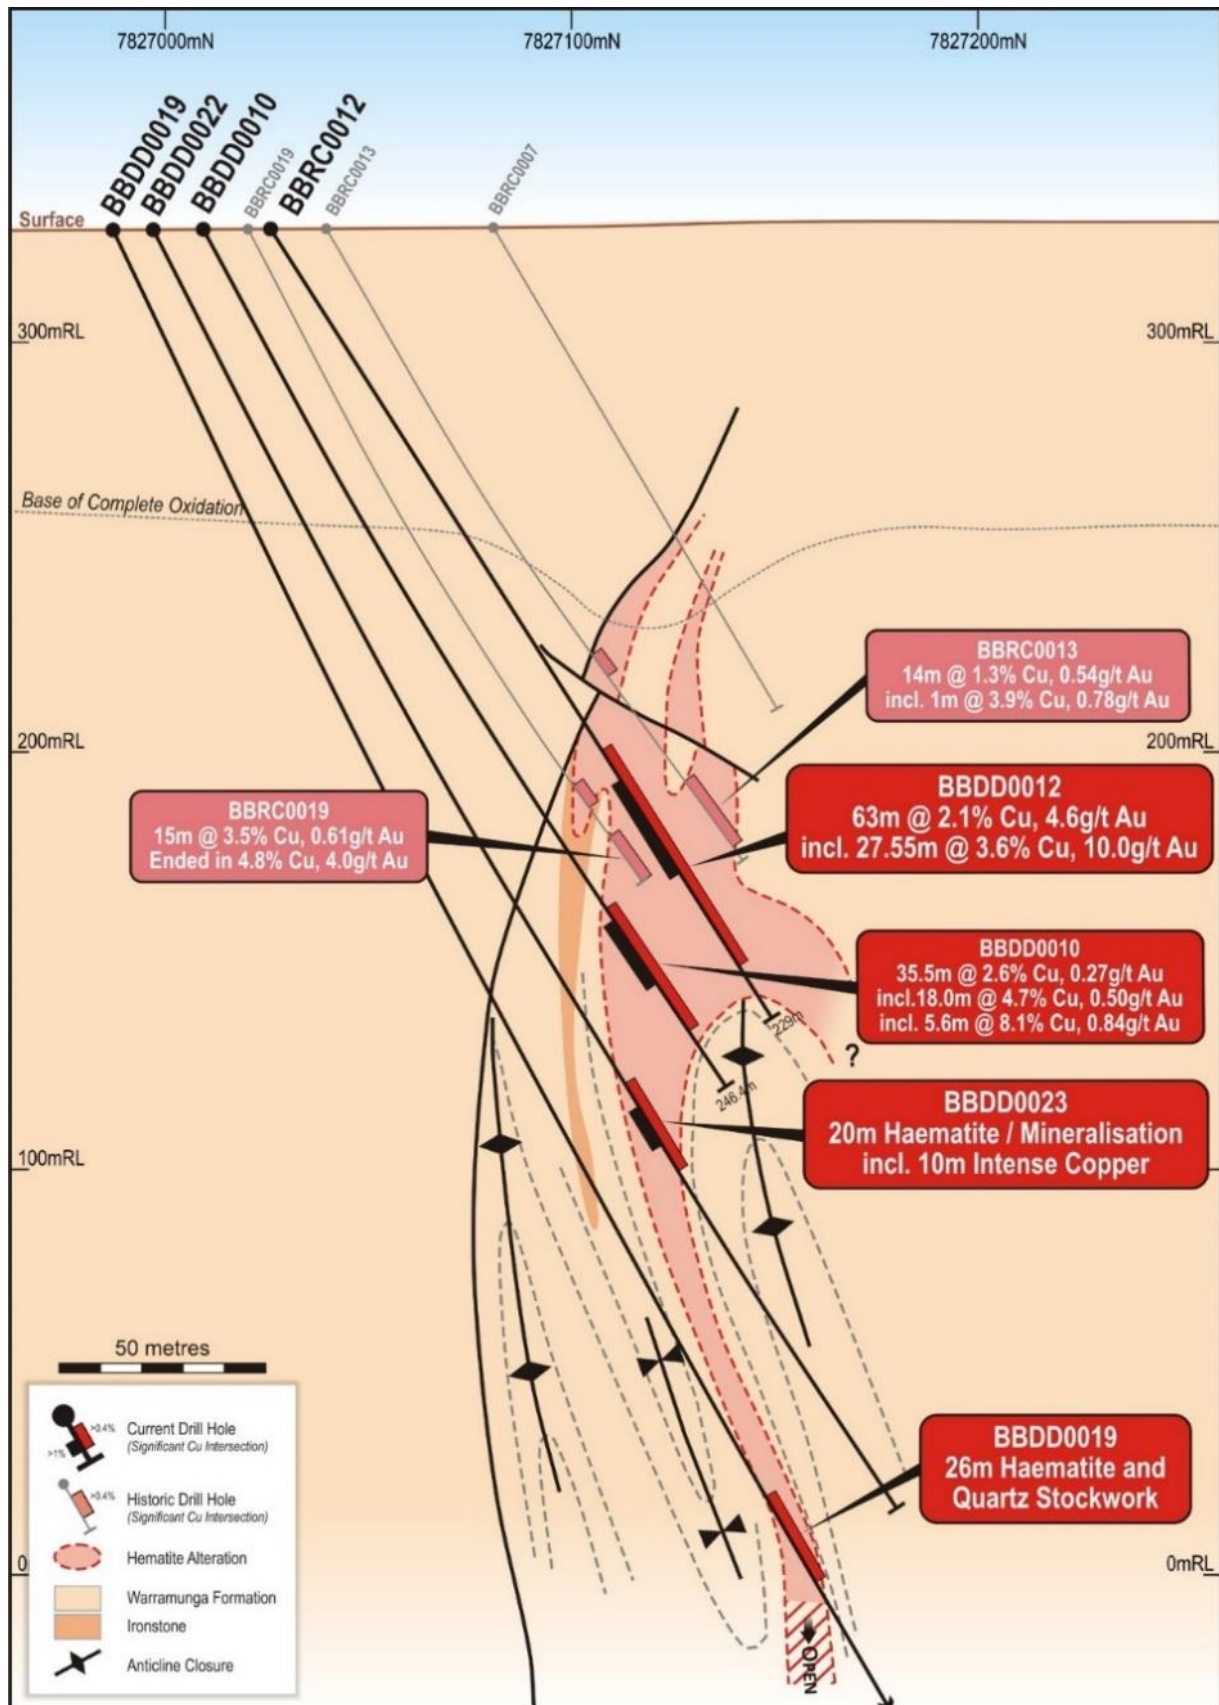 7827000mN
7827100mN
7827200mN
BBDD0019
BBDD0022
BBDD0010
BBRC0019
BBRC0012
BBRC0013
BBRC0007
Surface
300mRL
300mRL
Base of Complete Oxidation
BBRC0013
14m @ 1.3% Cu, 0.54g/t Au
incl. 1m @ 3.9% Cu, 0.78g/t Au
200mRL
200mRL
BBDD0012
63m @ 2.1% Cu, 4.6g/t Au
incl. 27.55m @ 3.6% Cu, 10.0g/t Au
BBRC0019
15m @ 3.5% Cu, 0.61g/t Au
Ended in 4.8% Cu, 4.0g/t Au
BBDD0010
35.5m @ 2.6% Cu, 0.27g/t Au
incl.18.0m @ 4.7% Cu, 0.50g/t Au
incl. 5.6m @ 8.1% Cu, 0.84g/t Au
229m
?
246.4m
BBDD0023
20m Haematite / Mineralisation
incl. 10m Intense Copper
100mRL
100mRL
BBDD0019
26m Haematite and
Quartz Stockwork
50 metres
0
0mRL
>0.4%
>1%
Current Drill Hole
(Significant Cu Intersection)
>0.4%
Historic Drill Hole
(Significant Cu Intersection)
Hematite Alteration
Warramunga Formation
Ironstone
Anticline Closure
OPEN